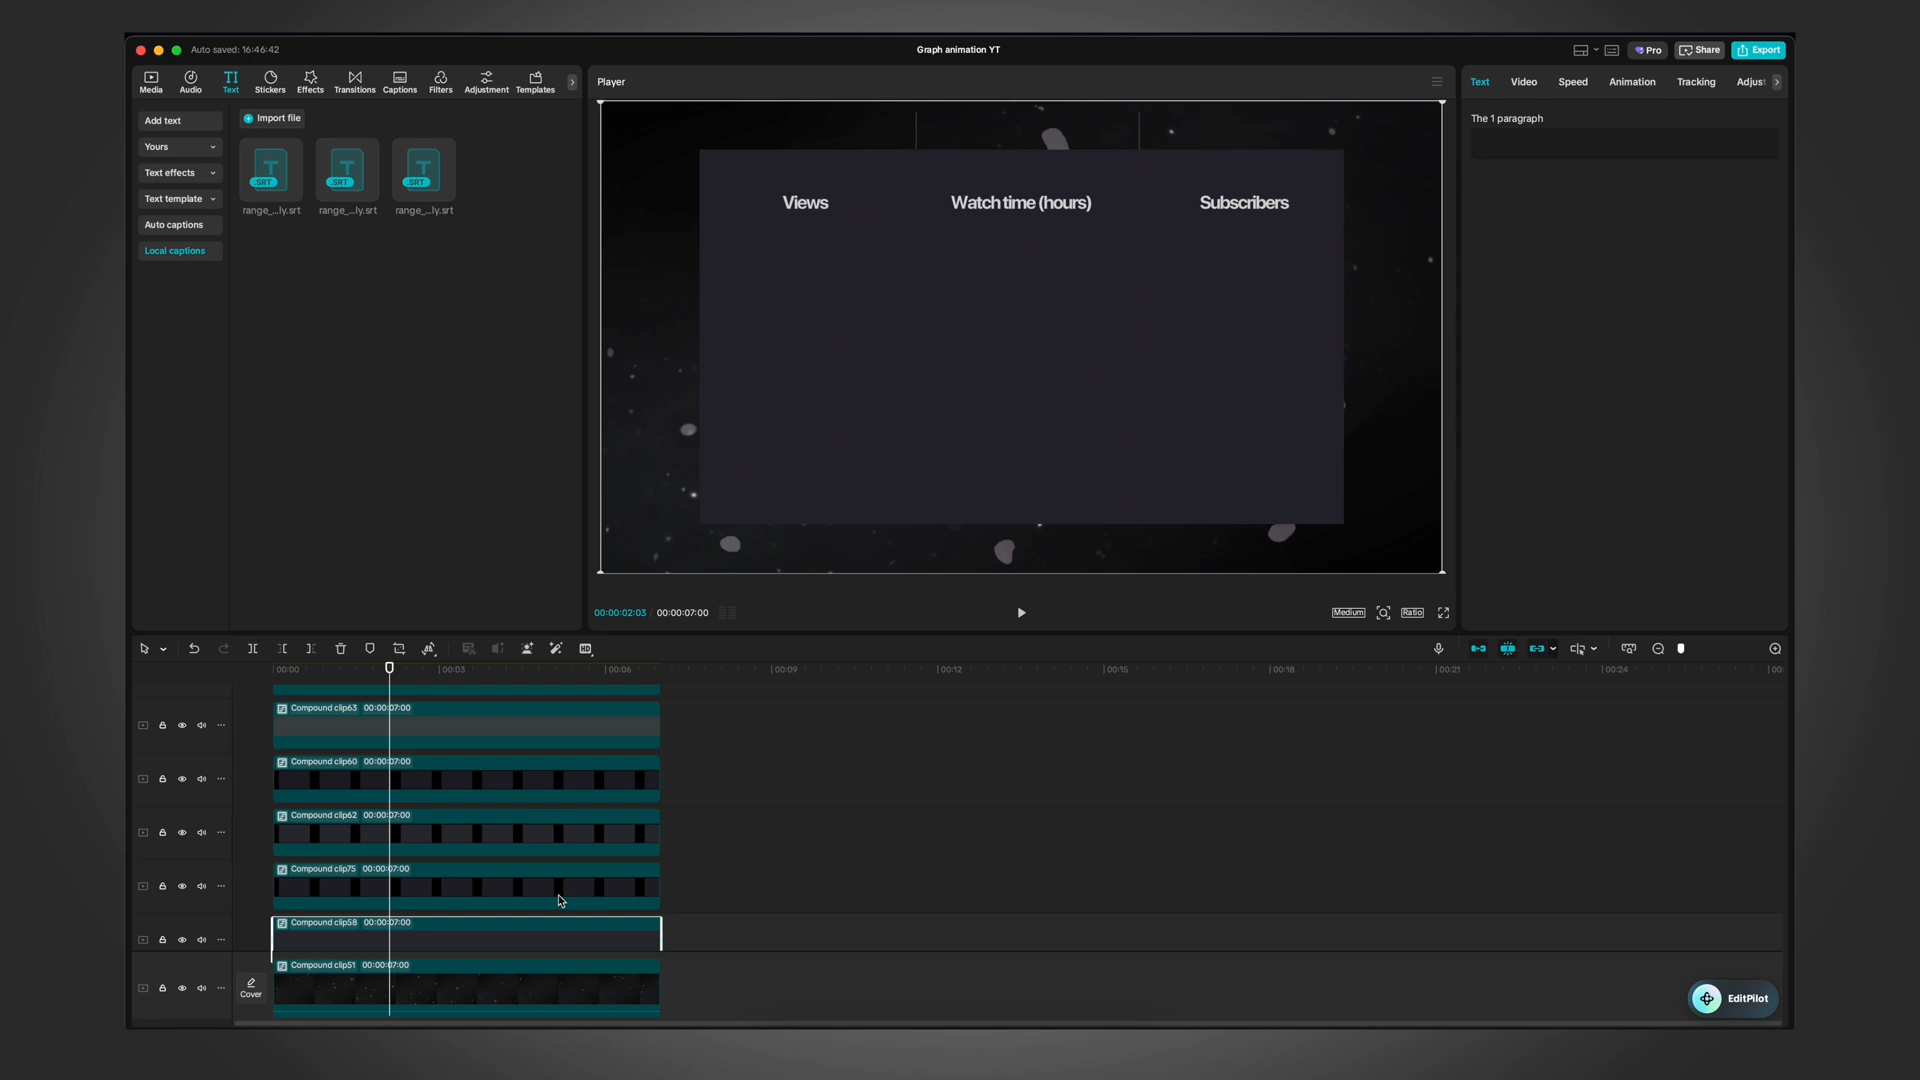 Auto saved: 16:46:42
Graph animation YT
Pro
Share
Export
Media
Audio
TI
Text
Stickers
Effects
Transitions
Captions
Filters
Adjustment
Templates
Player
Text
Video
Speed
Animation
Tracking
Adjus
Add text
Yours
Text effects
Text template
Auto captions
Local captions
Import file
T
.SRT
range_...ly.srt
T
.SRT
range_...ly.srt
T
.SRT
range_...ly.srt
The 1 paragraph
Views
Watch time (hours)
Subscribers
00:00:02:03 / 00:00:07:00
Medium
Ratio
00:00
00:03
00:06
00:09
00:12
00:15
00:18
00:21
00:24
00:
Compound clip63 00:00:07:00
Compound clip60 00:00:07:00
Compound clip62 00:00:07:00
Compound clip75 00:00:07:00
Compound clip58 00:00:07:00
Compound clip51 00:00:07:00
Cover
EditPilot